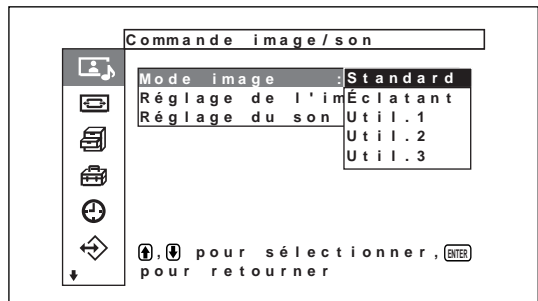 Commande image/son
Mode image :Standard
Réglage de l'imÉclatant
Réglage du son Util.1
Util.2
Util.3
, pour sélectionner, ENTER
pour retourner